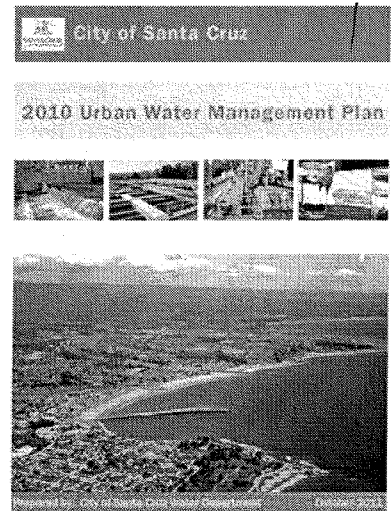 City of Santa Cruz
2010 Urban Water Management Plan
Prepared by: City of Santa Cruz Water Department